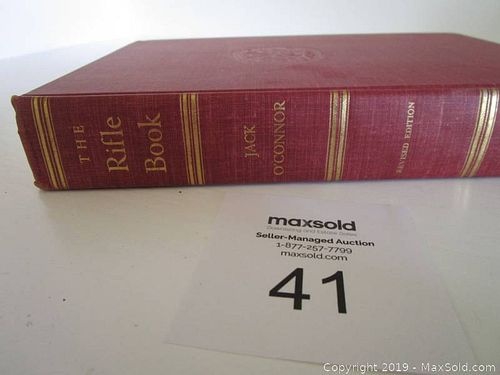 THE
Rifle
Book
JACK
O'CONNOR
REVISED EDITION
maxsold
Downsizing and Estate Sales
Seller-Managed Auction
1-877-257-7799
maxsold.com
41
Copyright 2019 - MaxSold.com